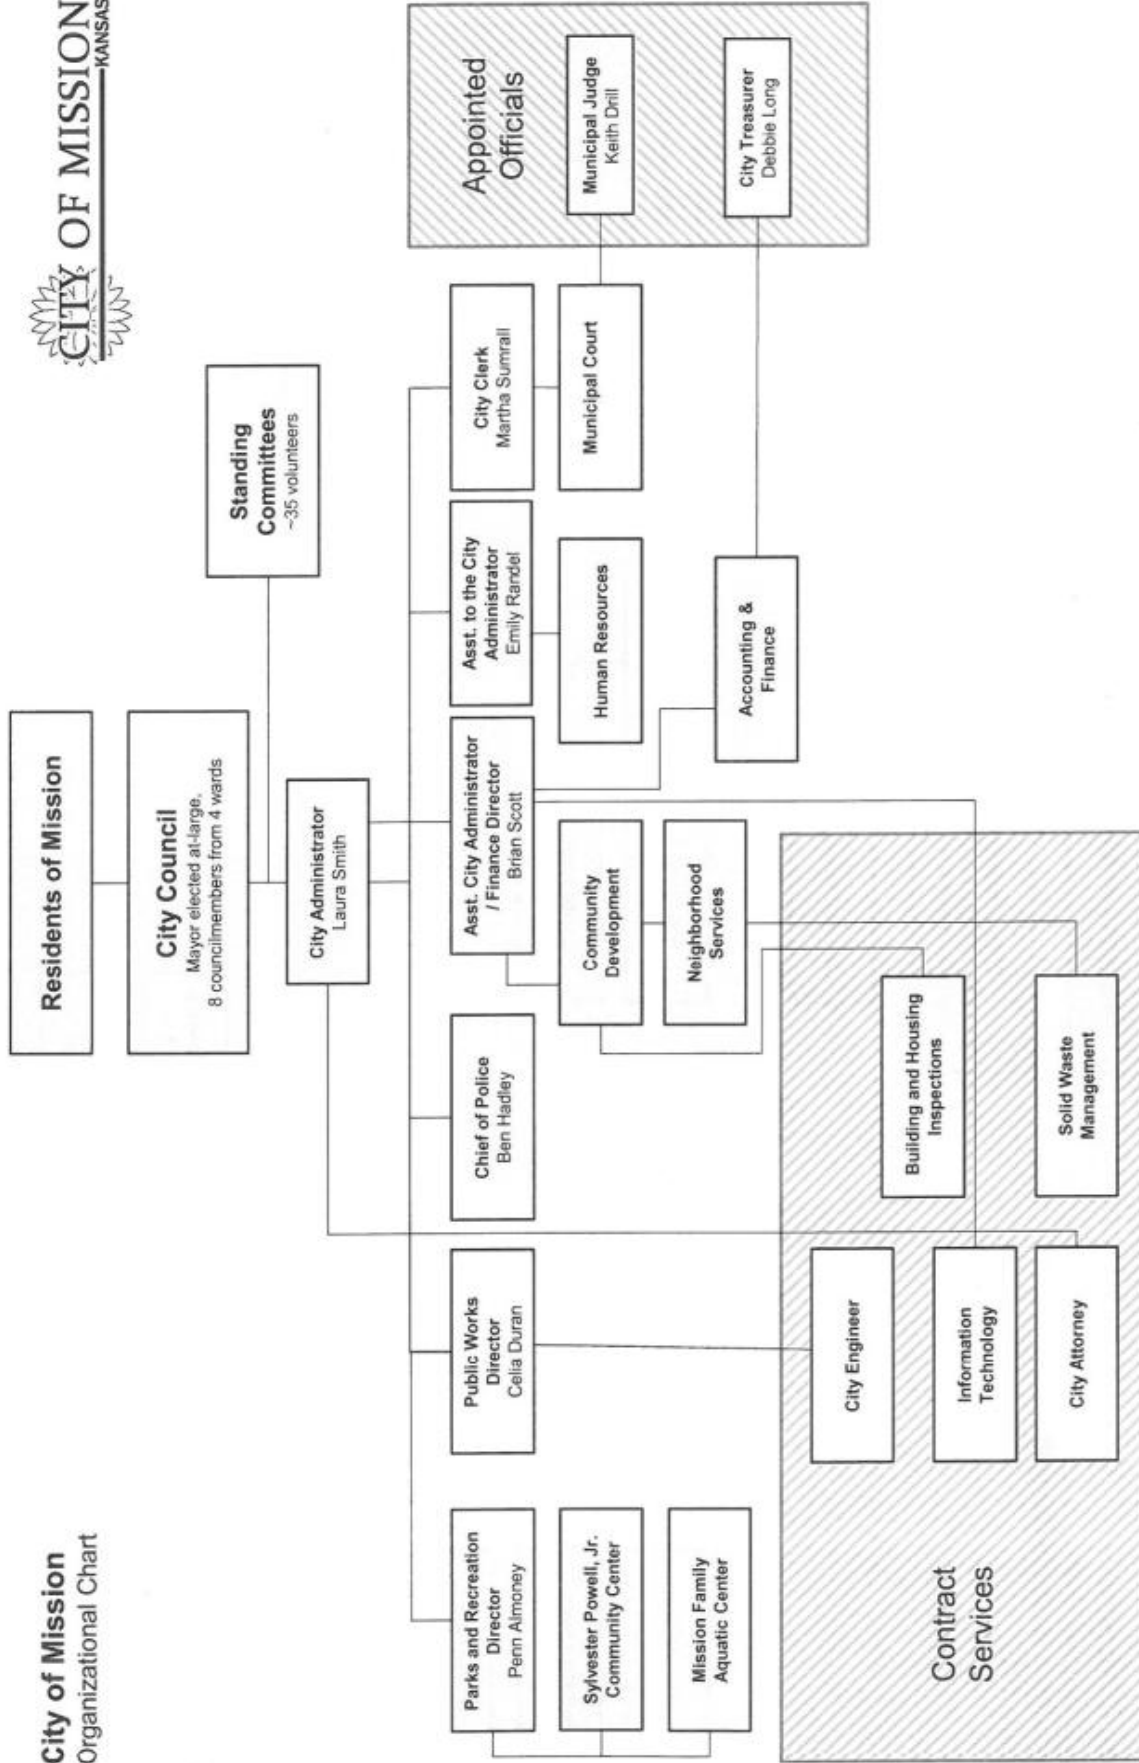 City of Mission
Organizational Chart
CITY OF MISSION
KANSAS
Residents of Mission
City Council
Mayor elected at-large,
8 councilmembers from 4 wards
Standing
Committees
~35 volunteers
City Administrator
Laura Smith
Parks and Recreation
Director
Penn Almoney
Public Works
Director
Celia Duran
Chief of Police
Ben Hadley
Asst. City Administrator
/ Finance Director
Brian Scott
Asst. to the City
Administrator
Emily Randel
City Clerk
Martha Sumrall
Appointed
Officials
Sylvester Powell, Jr.
Community Center
Community
Development
Human Resources
Municipal Court
Municipal Judge
Keith Drill
Mission Family
Aquatic Center
Neighborhood
Services
Accounting &
Finance
City Treasurer
Debbie Long
Contract
Services
City Engineer
Building and Housing
Inspections
Information
Technology
City Attorney
Solid Waste
Management